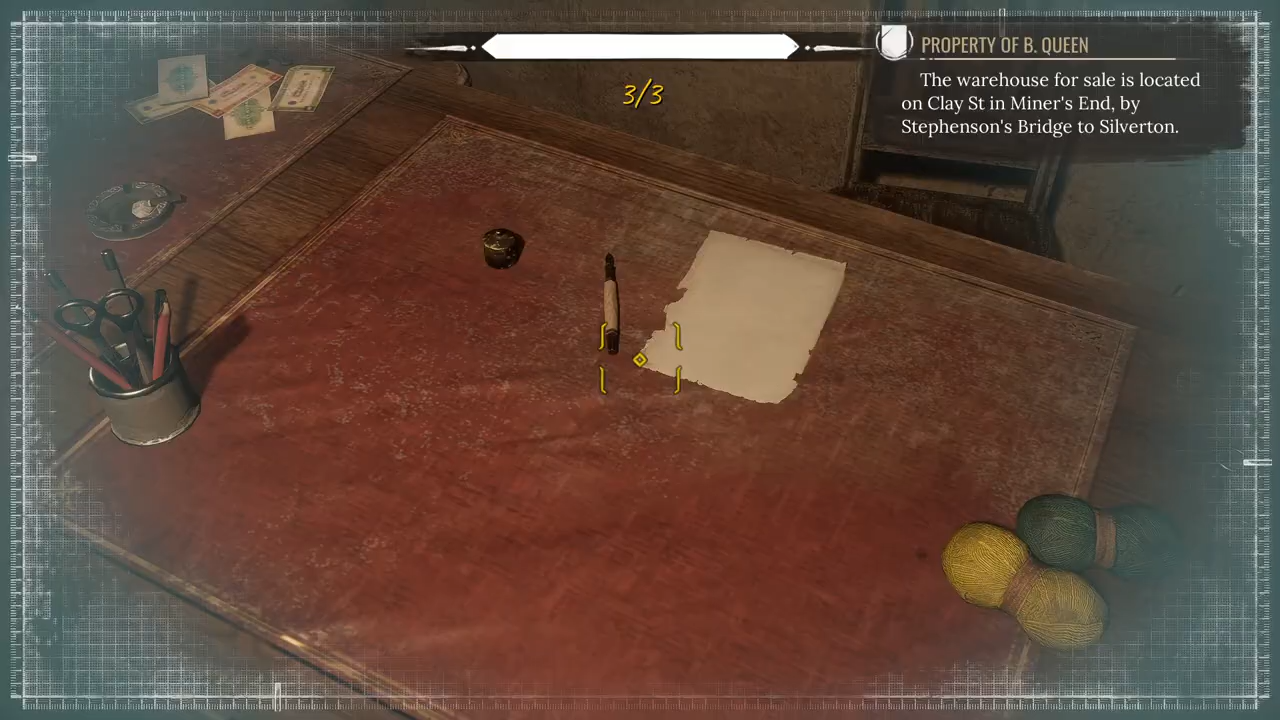 PROPERTY OF B. QUEEN
The warehouse for sale is located
on Clay St in Miner's End, by
Stephenson's Bridge to Silverton.
3/3